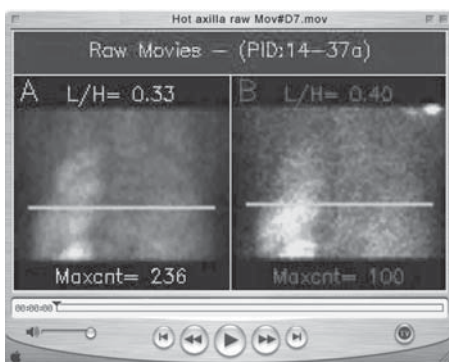 Hot axilla raw Mov#D7.mov
Raw Movies - (PID:14-37a)
A L/H= 0.33
B L/H= 0.40
Maxcnt= 236
Maxcnt= 100
00:00:00